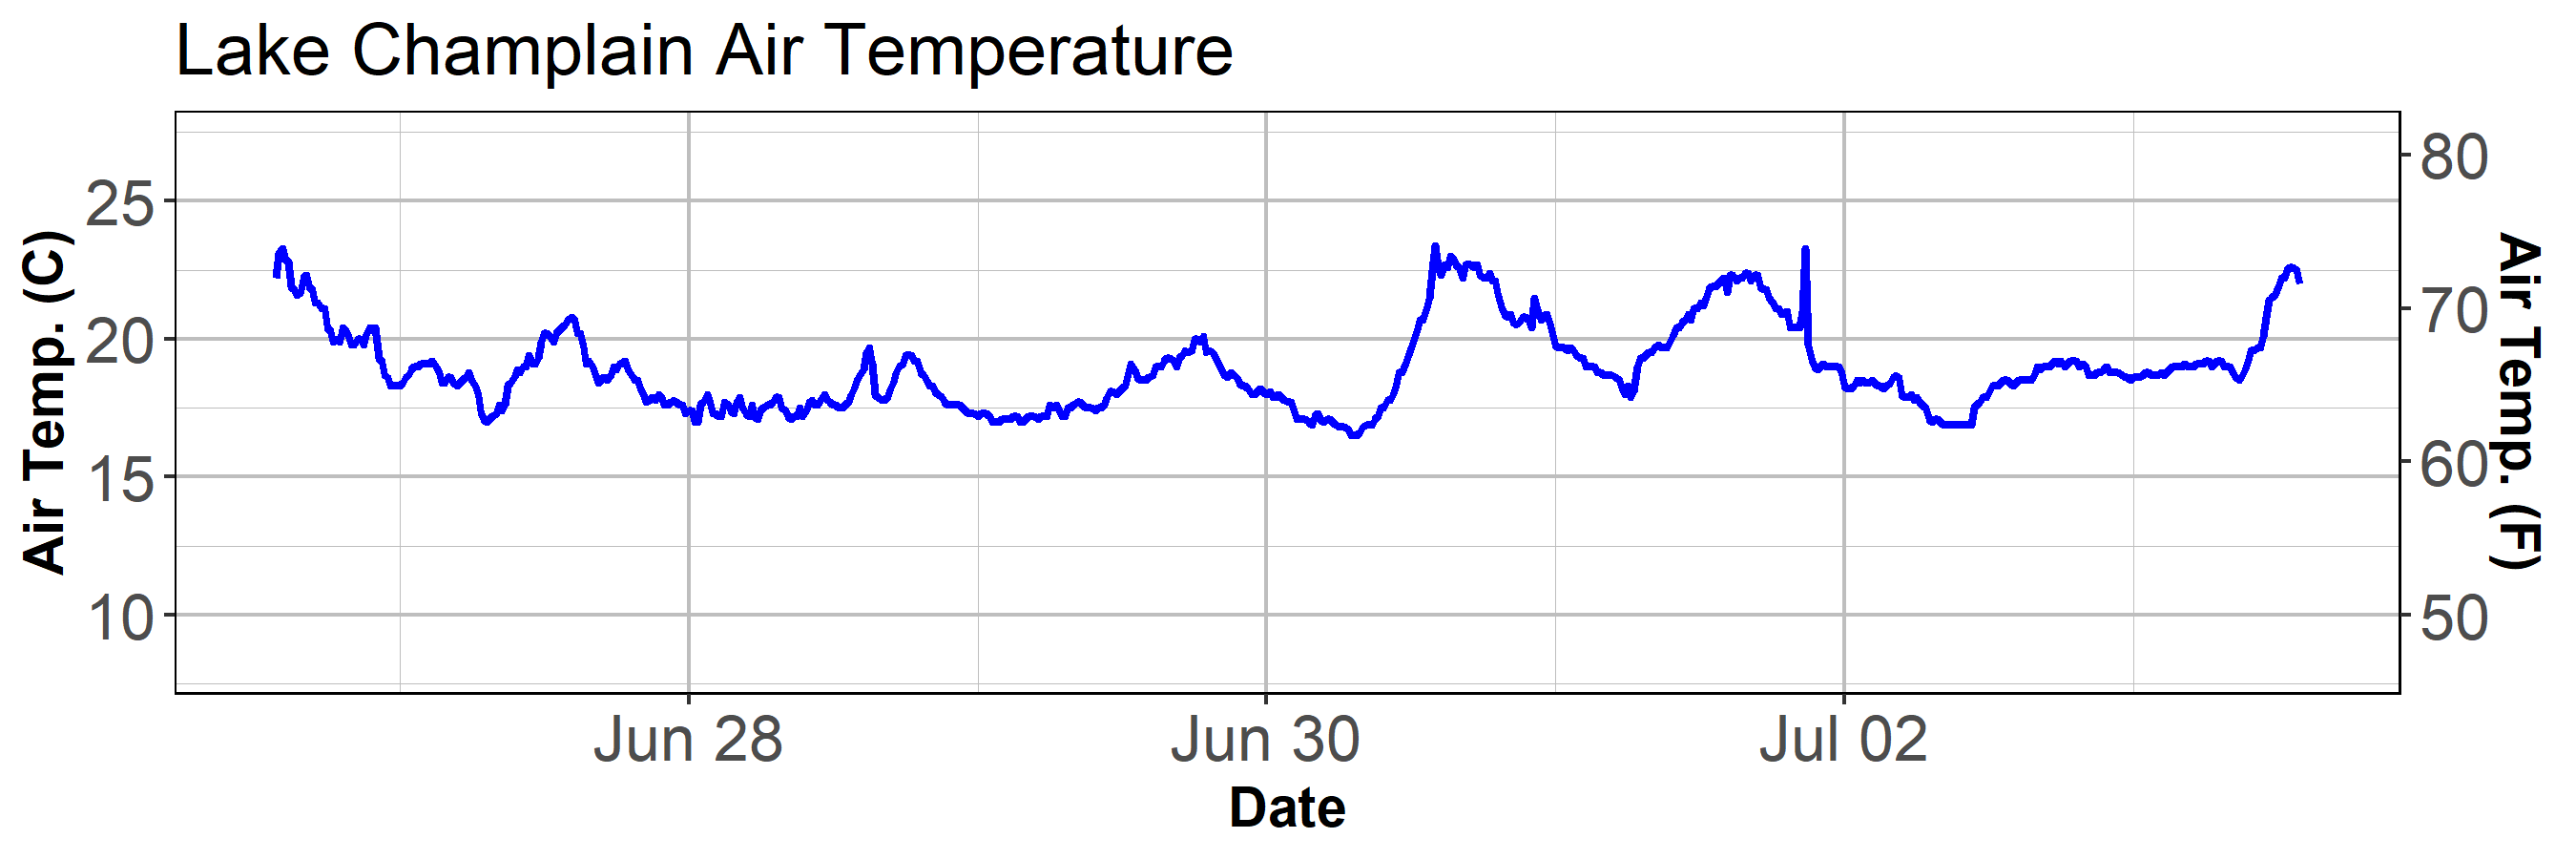 Lake Champlain Air Temperature
Air Temp. (C)
25
20
15
10
80
70
60
50
Air Temp. (F)
Jun 28
Jun 30
Jul 02
Date